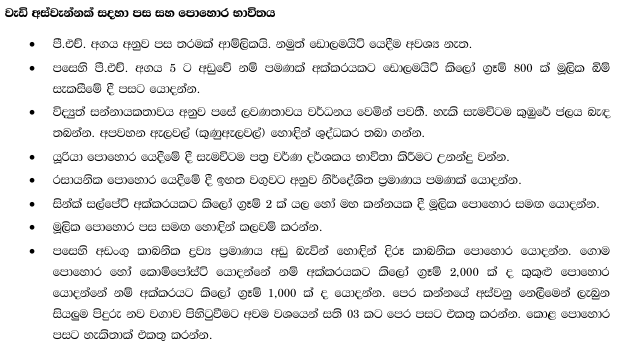 වැඩි අස්වැන්නක් සඳහා පස සහ පොහොර භාවිතය
• පී.එච්. අගය අනුව පස තරමක් ආම්ලිකයි. නමුත් ඩොලමයිට් යෙදීම අවශ්‍ය නැත.
• පසෙහි පී.එච්. අගය 5 ට අඩුවේ නම් පමණක් අක්කරයකට ඩොලමයිට් කිලෝ ග්‍රෑම් 800 ක් මූලික බිම්
සැකසීමේ දී පසට යොදන්න.
• විද්‍යුත් සන්නායකතාවය අනුව පසේ ලවණතාවය වර්ධනය වෙමින් පවතී. හැකි සැමවිටම කුඹුරේ ජලය බැඳ
තබන්න. අපවහන ඇලවල් (කුණුඇලවල්) හොඳින් ශුද්ධකර තබා ගන්න.
• යූරියා පොහොර යෙදීමේ දී සැමවිටම පත්‍ර වර්ණ දර්ශකය භාවිතා කිරීමට උනන්දු වන්න.
• රසායනික පොහොර යෙදීමේ දී ඉහත වගුවට අනුව නිර්දේශිත ප්‍රමාණය පමණක් යොදන්න.
• සින්ක් සල්පේට් අක්කරයකට කිලෝ ග්‍රෑම් 2 ක් යල හෝ මහ කන්නයක දී මූලික පොහොර සමඟ යොදන්න.
• මූලික පොහොර පස සමඟ හොඳින් කලවම් කරන්න.
• පසෙහි අඩංගු කාබනික ද්‍රව්‍ය ප්‍රමාණය අඩු බැවින් හොඳින් දිරූ කාබනික පොහොර යොදන්න. ගොම
පොහොර හෝ කොම්පෝස්ට් යොදන්නේ නම් අක්කරයකට කිලෝ ග්‍රෑම් 2,000 ක් ද කුකුළු පොහොර
යොදන්නේ නම් අක්කරයට කිලෝ ග්‍රෑම් 1,000 ක් ද යොදන්න. පෙර කන්නයේ අස්වනු නෙලීමෙන් ලැබුන
සියලුම පිදුරු නව වගාව පිහිටුවීමට අවම වශයෙන් සති 03 කට පෙර පසට එකතු කරන්න. කොළ පොහොර
පසට හැකිතාක් එකතු කරන්න.